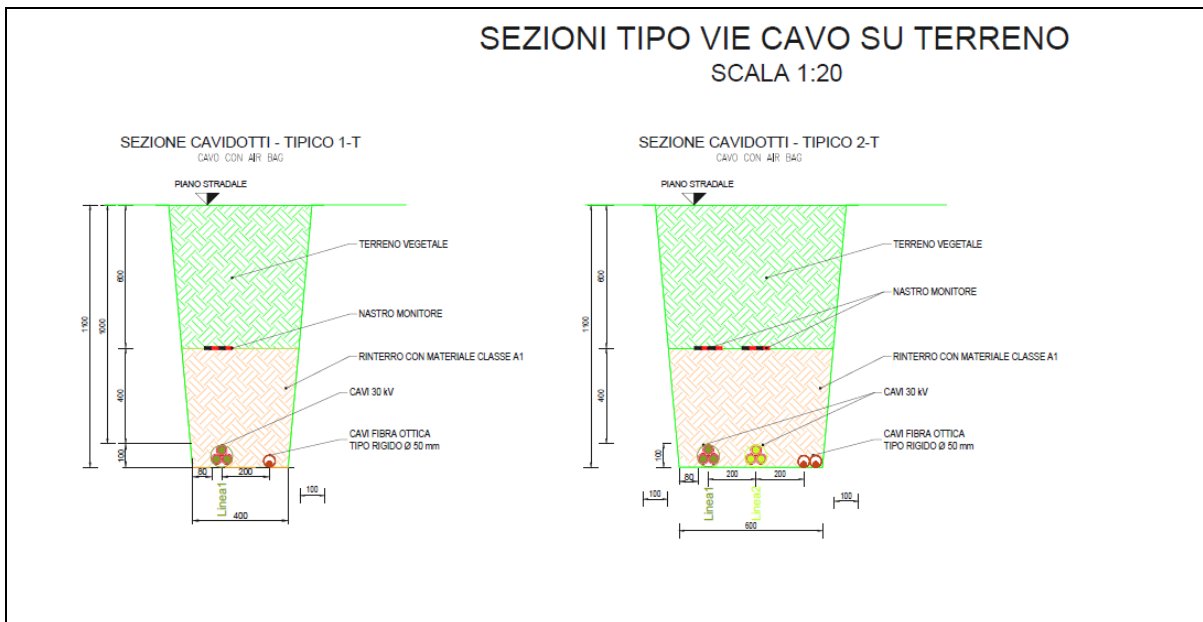 SEZIONI TIPO VIE CAVO SU TERRENO
SCALA 1:20
SEZIONE CAVIDOTTI - TIPICO 1-T
CAVO CON AIR BAG
PIANO STRADALE
TERRENO VEGETALE
NASTRO MONITORE
RINTERRO CON MATERIALE CLASSE A1
CAVI 30 kV
CAVI FIBRA OTTICA
TIPO RIGIDO Ø 50 mm
1100
1000
600
400
100
80
200
Linea1
100
400
SEZIONE CAVIDOTTI - TIPICO 2-T
CAVO CON AIR BAG
PIANO STRADALE
TERRENO VEGETALE
NASTRO MONITORE
RINTERRO CON MATERIALE CLASSE A1
CAVI 30 kV
CAVI FIBRA OTTICA
TIPO RIGIDO Ø 50 mm
1100
600
400
100
80
200
200
100
Linea1
Linea2
100
600